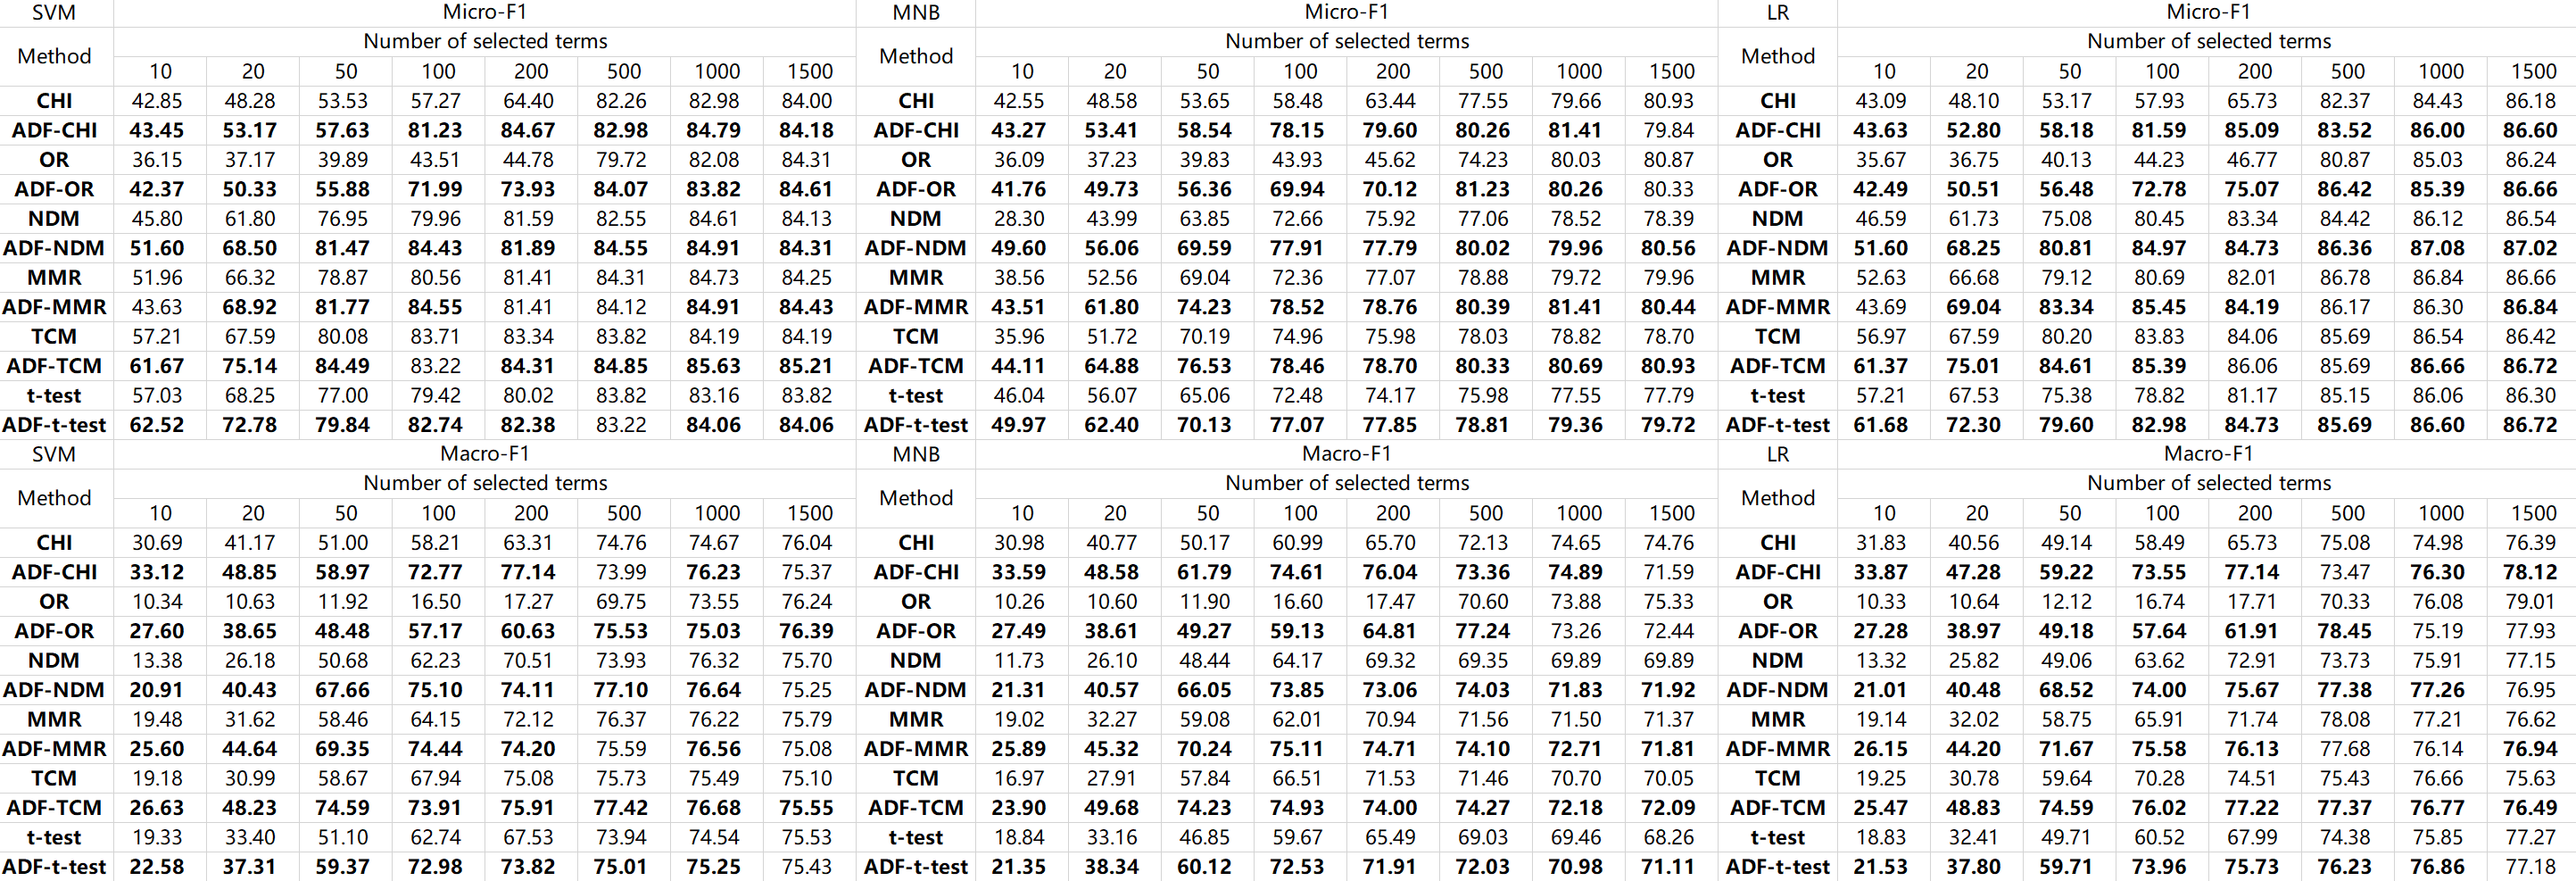 SVM Micro-F1 MNB Micro-F1 LR Micro-F1
Method Number of selected terms Method Number of selected terms Method Number of selected terms
10 20 50 100 200 500 1000 1500 10 20 50 100 200 500 1000 1500 10 20 50 100 200 500 1000 1500
CHI 42.85 48.28 53.53 57.27 64.40 82.26 82.98 84.00 CHI 42.55 48.58 53.65 58.48 63.44 77.55 79.66 80.93 CHI 43.09 48.10 53.17 57.93 65.73 82.37 84.43 86.18
ADF-CHI 43.45 53.17 57.63 81.23 84.67 82.98 84.79 84.18 ADF-CHI 43.27 53.41 58.54 78.15 79.60 80.26 81.41 79.84 ADF-CHI 43.63 52.80 58.18 81.59 85.09 83.52 86.00 86.60
OR 36.15 37.17 39.89 43.51 44.78 79.72 82.08 84.31 OR 36.09 37.23 39.83 43.93 45.62 74.23 80.03 80.87 OR 35.67 36.75 40.13 44.23 46.77 80.87 85.03 86.24
ADF-OR 42.37 50.33 55.88 71.99 73.93 84.07 83.82 84.61 ADF-OR 41.76 49.73 56.36 69.94 70.12 81.23 80.26 80.33 ADF-OR 42.49 50.51 56.48 72.78 75.07 86.42 85.39 86.66
NDM 45.80 61.80 76.95 79.96 81.59 82.55 84.61 84.13 NDM 28.30 43.99 63.85 72.66 75.92 77.06 78.52 78.39 NDM 46.59 61.73 75.08 80.45 83.34 84.42 86.12 86.54
ADF-NDM 51.60 68.50 81.47 84.43 81.89 84.55 84.91 84.31 ADF-NDM 49.60 56.06 69.59 77.91 77.79 80.02 79.96 80.56 ADF-NDM 51.60 68.25 80.81 84.97 84.73 86.36 87.08 87.02
MMR 51.96 66.32 78.87 80.56 81.41 84.31 84.73 84.25 MMR 38.56 52.56 69.04 72.36 77.07 78.88 79.72 79.96 MMR 52.63 66.68 79.12 80.69 82.01 86.78 86.84 86.66
ADF-MMR 43.63 68.92 81.77 84.55 81.41 84.12 84.91 84.43 ADF-MMR 43.51 61.80 74.23 78.52 78.76 80.39 81.41 80.44 ADF-MMR 43.69 69.04 83.34 85.45 84.19 86.17 86.30 86.84
TCM 57.21 67.59 80.08 83.71 83.34 83.82 84.19 84.19 TCM 35.96 51.72 70.19 74.96 75.98 78.03 78.82 78.70 TCM 56.97 67.59 80.20 83.83 84.06 85.69 86.54 86.42
ADF-TCM 61.67 75.14 84.49 83.22 84.31 84.85 85.63 85.21 ADF-TCM 44.11 64.88 76.53 78.46 78.70 80.33 80.69 80.93 ADF-TCM 61.37 75.01 84.61 85.39 86.06 85.69 86.66 86.72
t-test 57.03 68.25 77.00 79.42 80.02 83.82 83.16 83.82 t-test 46.04 56.07 65.06 72.48 74.17 75.98 77.55 77.79 t-test 57.21 67.53 75.38 78.82 81.17 85.15 86.06 86.30
ADF-t-test 62.52 72.78 79.84 82.74 82.38 83.22 84.06 84.06 ADF-t-test 49.97 62.40 70.13 77.07 77.85 78.81 79.36 79.72 ADF-t-test 61.68 72.30 79.60 82.98 84.73 85.69 86.60 86.72
SVM Macro-F1 MNB Macro-F1 LR Macro-F1
Method Number of selected terms Method Number of selected terms Method Number of selected terms
10 20 50 100 200 500 1000 1500 10 20 50 100 200 500 1000 1500 10 20 50 100 200 500 1000 1500
CHI 30.69 41.17 51.00 58.21 63.31 74.76 74.67 76.04 CHI 30.98 40.77 50.17 60.99 65.70 72.13 74.65 74.76 CHI 31.83 40.56 49.14 58.49 65.73 75.08 74.98 76.39
ADF-CHI 33.12 48.85 58.97 72.77 77.14 73.99 76.23 75.37 ADF-CHI 33.59 48.58 61.79 74.61 76.04 73.36 74.89 71.59 ADF-CHI 33.87 47.28 59.22 73.55 77.14 73.47 76.30 78.12
OR 10.34 10.63 11.92 16.50 17.27 69.75 73.55 76.24 OR 10.26 10.60 11.90 16.60 17.47 70.60 73.88 75.33 OR 10.33 10.64 12.12 16.74 17.71 70.33 76.08 79.01
ADF-OR 27.60 38.65 48.48 57.17 60.63 75.53 75.03 76.39 ADF-OR 27.49 38.61 49.27 59.13 64.81 77.24 73.26 72.44 ADF-OR 27.28 38.97 49.18 57.64 61.91 78.45 75.19 77.93
NDM 13.38 26.18 50.68 62.23 70.51 73.93 76.32 75.70 NDM 11.73 26.10 48.44 64.17 69.32 69.35 69.89 69.89 NDM 13.32 25.82 49.06 63.62 72.91 73.73 75.91 77.15
ADF-NDM 20.91 40.43 67.66 75.10 74.11 77.10 76.64 75.25 ADF-NDM 21.31 40.57 66.05 73.85 73.06 74.03 71.83 71.92 ADF-NDM 21.01 40.48 68.52 74.00 75.67 77.38 77.26 76.95
MMR 19.48 31.62 58.46 64.15 72.12 76.37 76.22 75.79 MMR 19.02 32.27 59.08 62.01 70.94 71.56 71.50 71.37 MMR 19.14 32.02 58.75 65.91 71.74 78.08 77.21 76.62
ADF-MMR 25.60 44.64 69.35 74.44 74.20 75.59 76.56 75.08 ADF-MMR 25.89 45.32 70.24 75.11 74.71 74.10 72.71 71.81 ADF-MMR 26.15 44.20 71.67 75.58 76.13 77.68 76.14 76.94
TCM 19.18 30.99 58.67 67.94 75.08 75.73 75.49 75.10 TCM 16.97 27.91 57.84 66.51 71.53 71.46 70.70 70.05 TCM 19.25 30.78 59.64 70.28 74.51 75.43 76.66 75.63
ADF-TCM 26.63 48.23 74.59 73.91 75.91 77.42 76.68 75.55 ADF-TCM 23.90 49.68 74.23 74.93 74.00 74.27 72.18 72.09 ADF-TCM 25.47 48.83 74.59 76.02 77.22 77.37 76.77 76.49
t-test 19.33 33.40 51.10 62.74 67.53 73.94 74.54 75.53 t-test 18.84 33.16 46.85 59.67 65.49 69.03 69.46 68.26 t-test 18.83 32.41 49.71 60.52 67.99 74.38 75.85 77.27
ADF-t-test 22.58 37.31 59.37 72.98 73.82 75.01 75.25 75.43 ADF-t-test 21.35 38.34 60.12 72.53 71.91 72.03 70.98 71.11 ADF-t-test 21.53 37.80 59.71 73.96 75.73 76.23 76.86 77.18